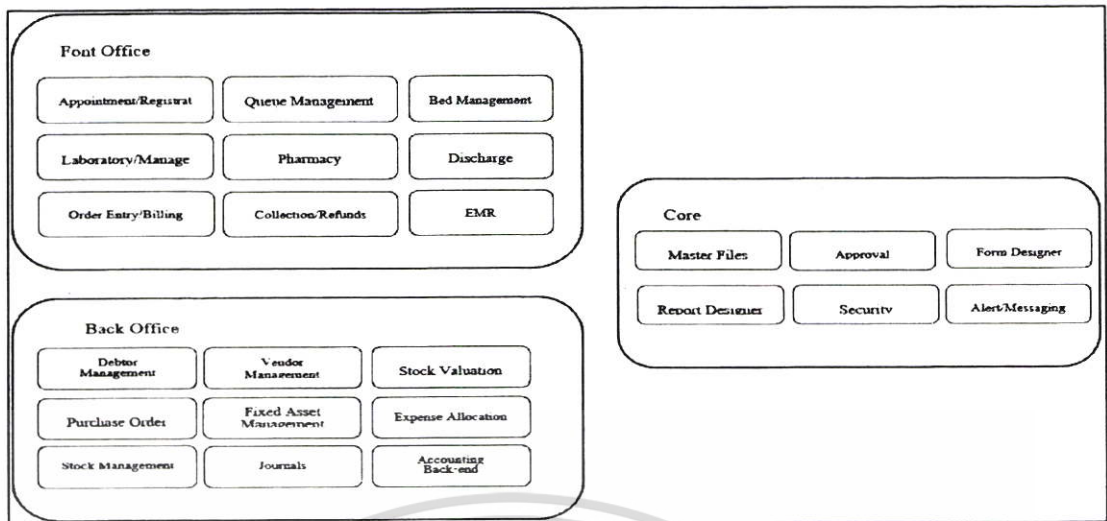 Font Office
Appointment/Registrat
Queue Management
Bed Management
Laboratory/Manage
Pharmacy
Discharge
Order Entry/Billing
Collection/Refunds
EMR
Core
Master Files
Approval
Form Designer
Report Designer
Security
Alert/Messaging
Back Office
Debtor
Management
Vendor
Management
Stock Valuation
Purchase Order
Fixed Asset
Management
Expense Allocation
Stock Management
Journals
Accounting
Back-end